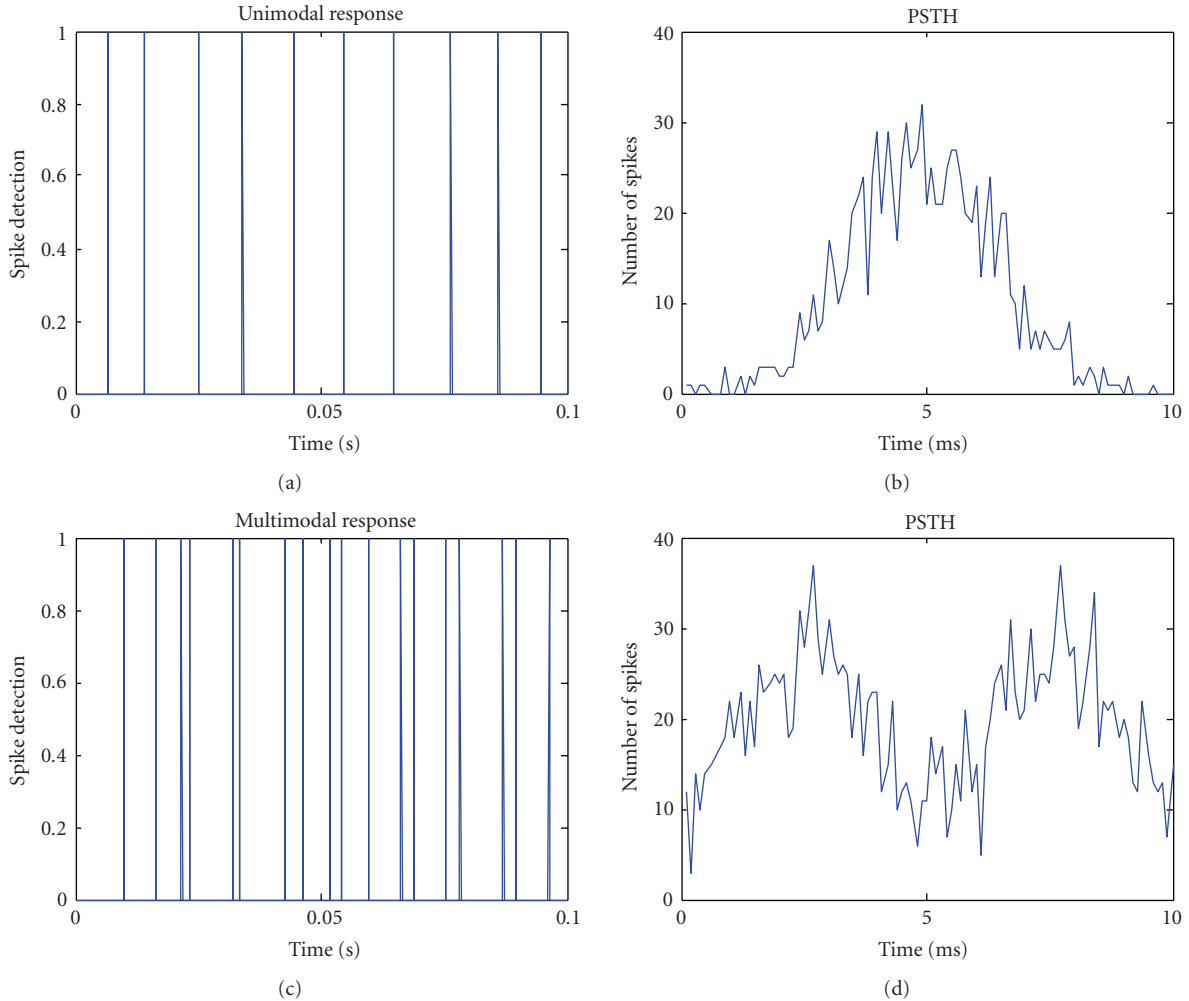 Unimodal response
1
0.8
0.6
0.4
0.2
0
Spike detection
0 0.05 0.1
Time (s)
(a)
PSTH
40
30
20
10
0
Number of spikes
0 5 10
Time (ms)
(b)
Multimodal response
1
0.8
0.6
0.4
0.2
0
Spike detection
0 0.05 0.1
Time (s)
(c)
PSTH
40
30
20
10
0
Number of spikes
0 5 10
Time (ms)
(d)